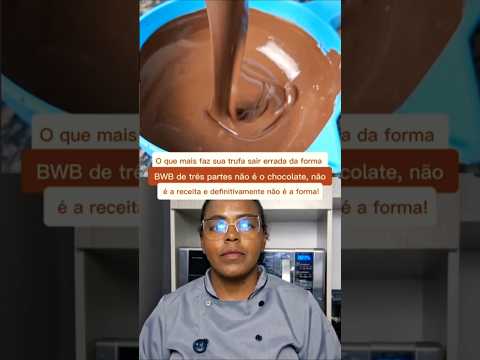 O que mais faz sua trufa sair errada da forma
BWB de três partes não é o chocolate, não
é a receita e definitivamente não é a forma!